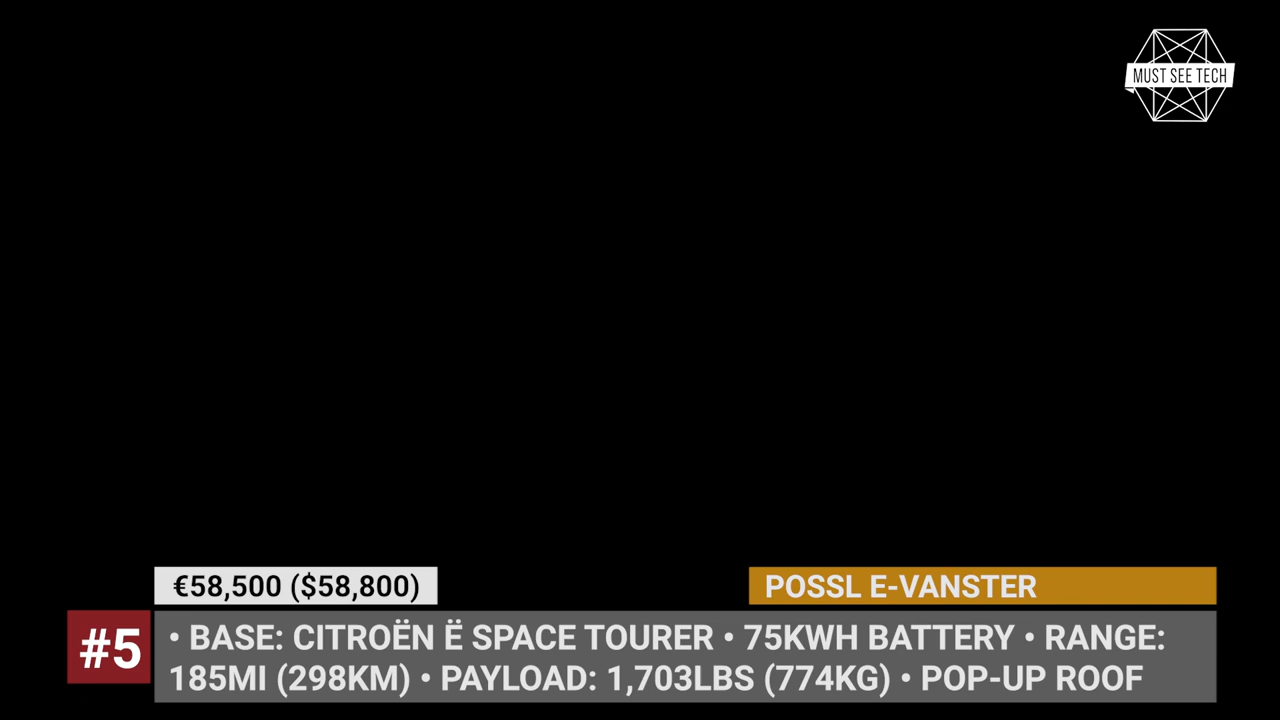 MUST SEE TECH
€58,500 ($58,800)
POSSL E-VANSTER
#5
• BASE: CITROËN Ë SPACE TOURER • 75KWH BATTERY • RANGE:
185MI (298KM) • PAYLOAD: 1,703LBS (774KG) • POP-UP ROOF